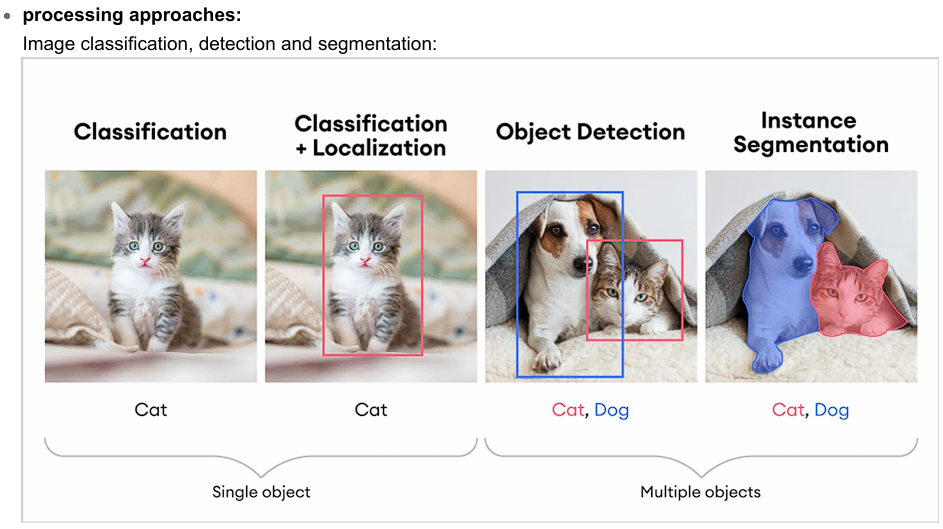 processing approaches:
Image classification, detection and segmentation:
Classification
Classification
+ Localization
Object Detection
Instance
Segmentation
Cat
Cat
Cat, Dog
Cat, Dog
Single object
Multiple objects